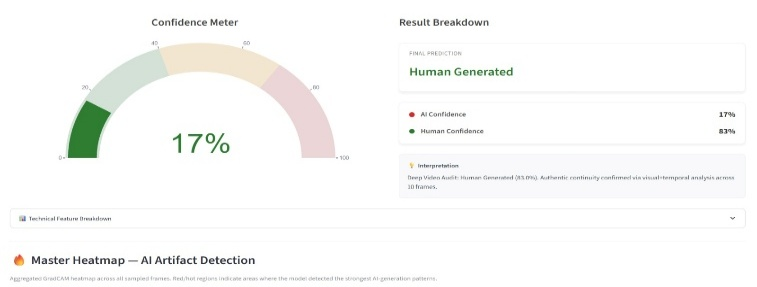 Confidence Meter
Result Breakdown
0
20
40
60
80
100
17%
FINAL PREDICTION
Human Generated
AI Confidence 17%
Human Confidence 83%
Interpretation
Deep Video Audit: Human Generated (83.0%). Authentic continuity confirmed via visual+temporal analysis across
10 frames.
Technical Feature Breakdown
Master Heatmap — AI Artifact Detection
Aggregated GradCAM heatmap across all sampled frames. Red/hot regions indicate areas where the model detected the strongest AI-generation patterns.